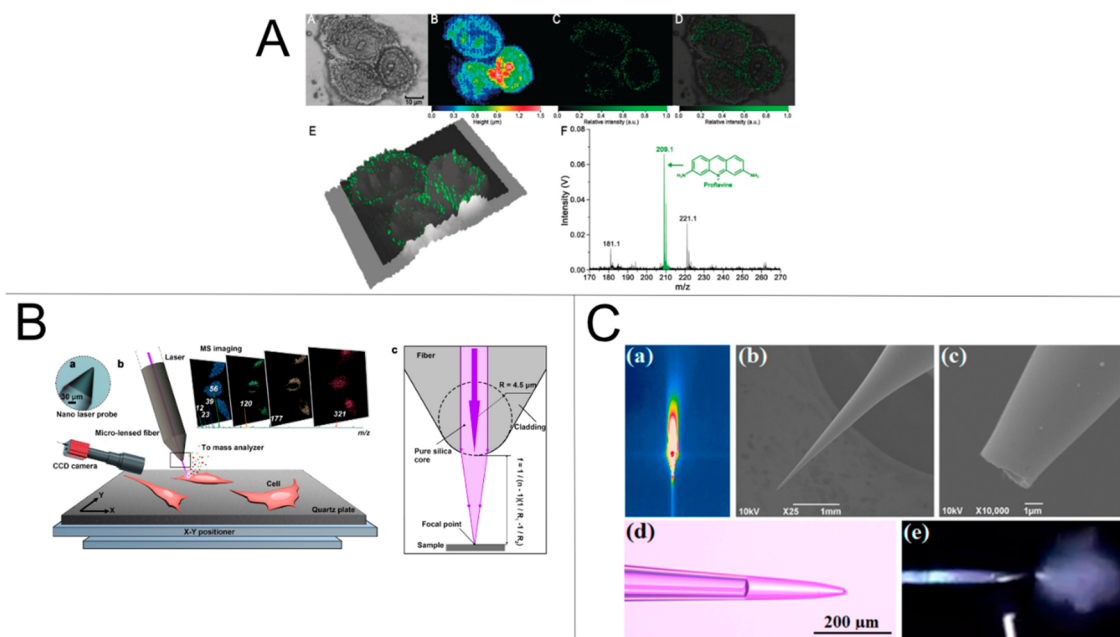 A
A
10 μm
B
0.0 0.3 0.6 0.9 1.2 1.5
Height (μm)
C
0.0 0.2 0.4 0.6 0.8 1.0
Relative intensity (a.u.)
D
0.0 0.2 0.4 0.6 0.8 1.0
Relative intensity (a.u.)
E
F
0.08
0.06
0.04
0.02
0.00
Intensity (V)
209.1
H₂N
N
NH₂
Proflavine
181.1
221.1
170 180 190 200 210 220 230 240 250 260 270
m/z
B
a
30 μm
Nano laser probe
b
Laser
MS imaging
56
39
12
23
120
177
321
m/z
Micro-lensed fiber
To mass analyzer
CCD camera
Cell
Y
X
Quartz plate
X-Y positioner
c
Fiber
R = 4.5 μm
Cladding
Pure silica
core
Focal point
Sample
C
(a)
(b)
10kV X25 1mm
(c)
10kV X10,000 1μm
(d)
200 μm
(e)